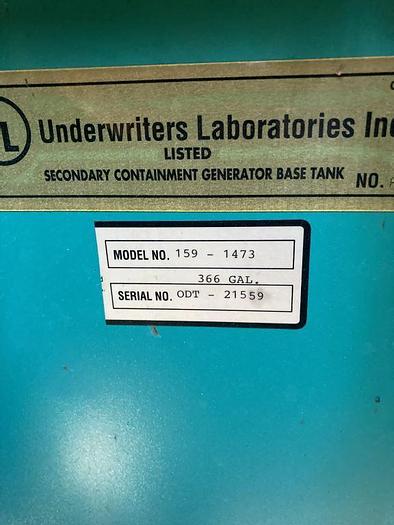 UL Underwriters Laboratories Inc
LISTED
SECONDARY CONTAINMENT GENERATOR BASE TANK NO.
MODEL NO. 159 - 1473
366 GAL.
SERIAL NO. ODT - 21559